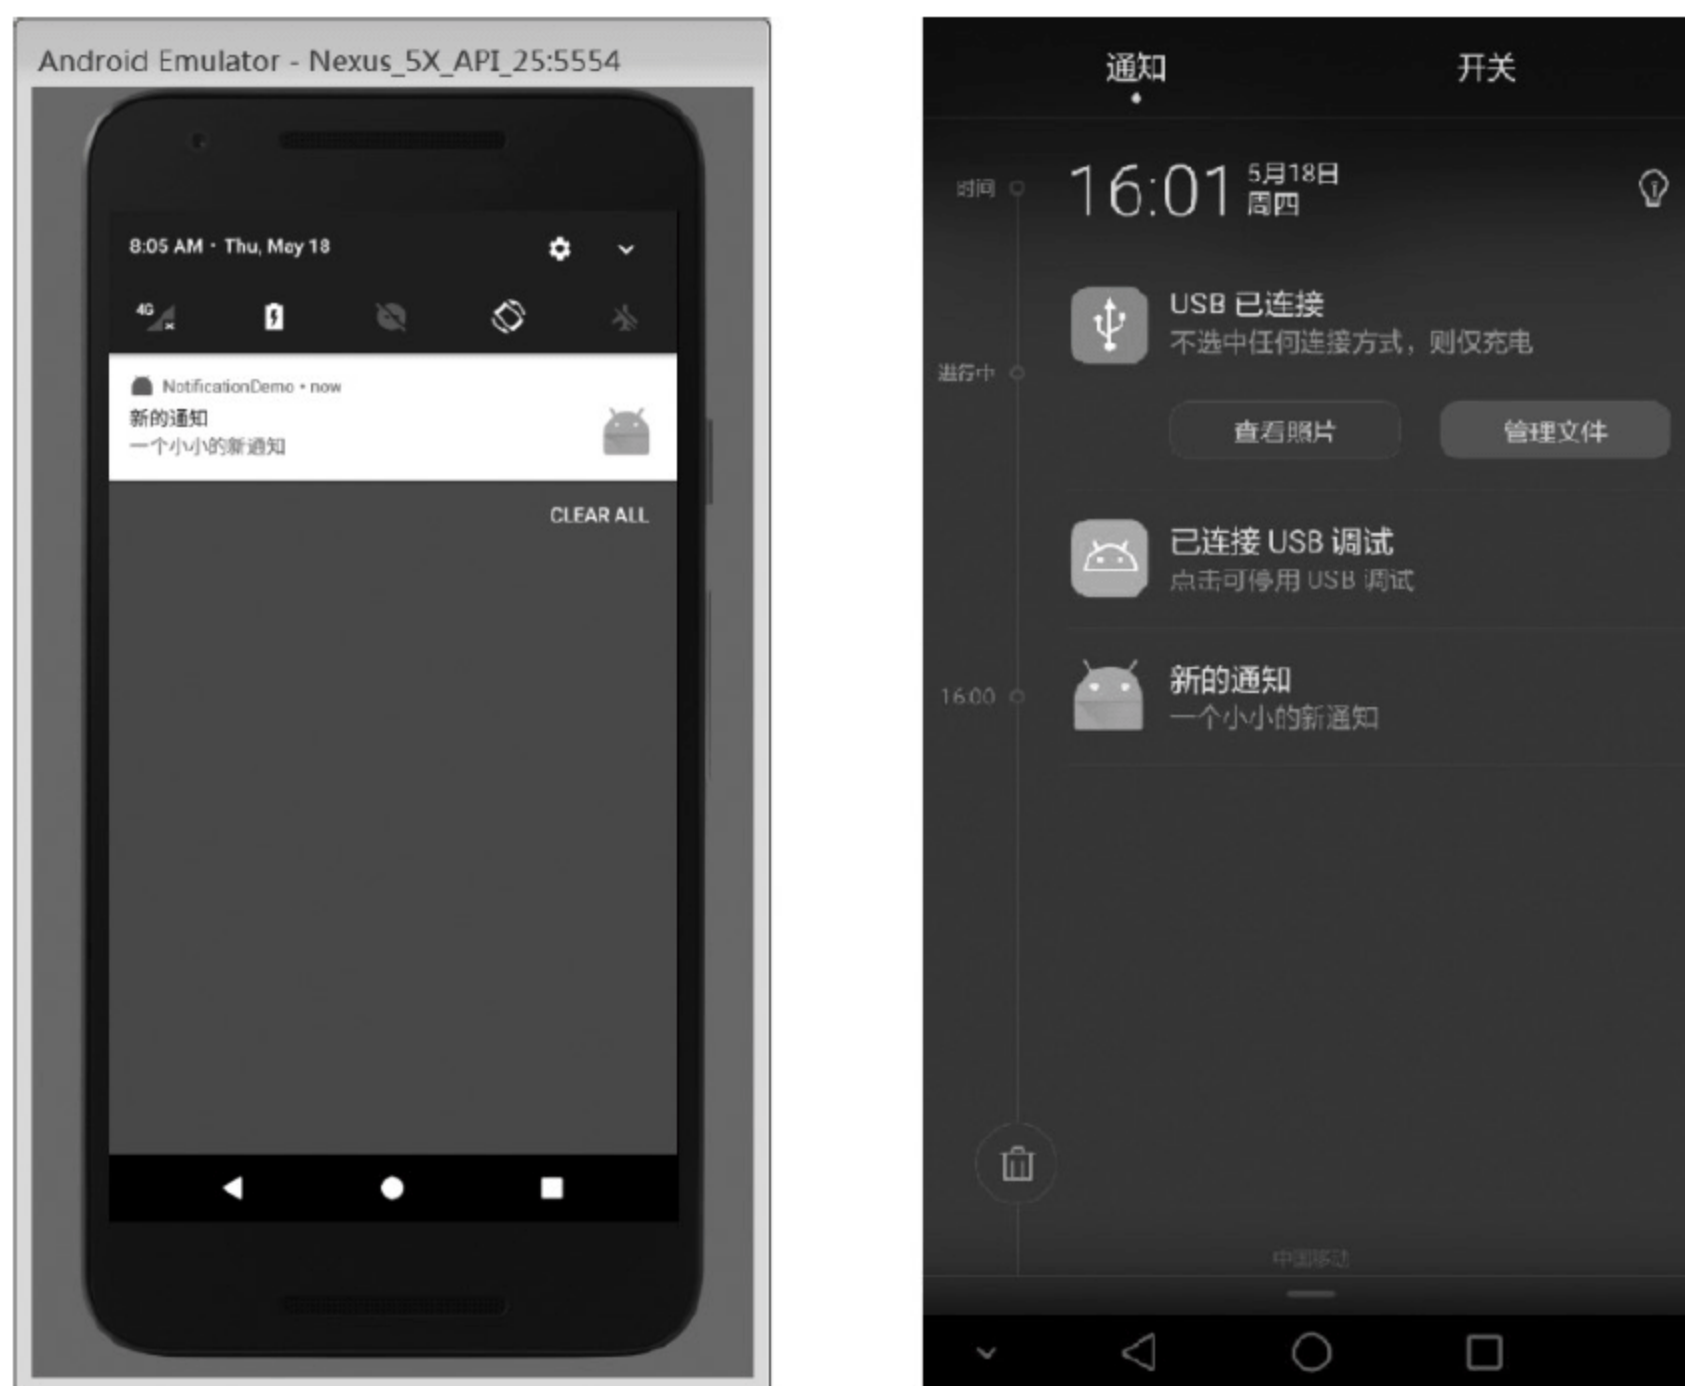 Android Emulator - Nexus_5X_API_25:5554
8:05 AM · Thu, May 18
4G
NotificationDemo • now
新的通知
一个小小的新通知
CLEAR ALL
通知
开关
时间
16:01
5月18日
周四
USB 已连接
不选中任何连接方式，则仅充电
进行中
查看照片
管理文件
已连接 USB 调试
点击可停用 USB 调试
16:00
新的通知
一个小小的新通知
中国移动